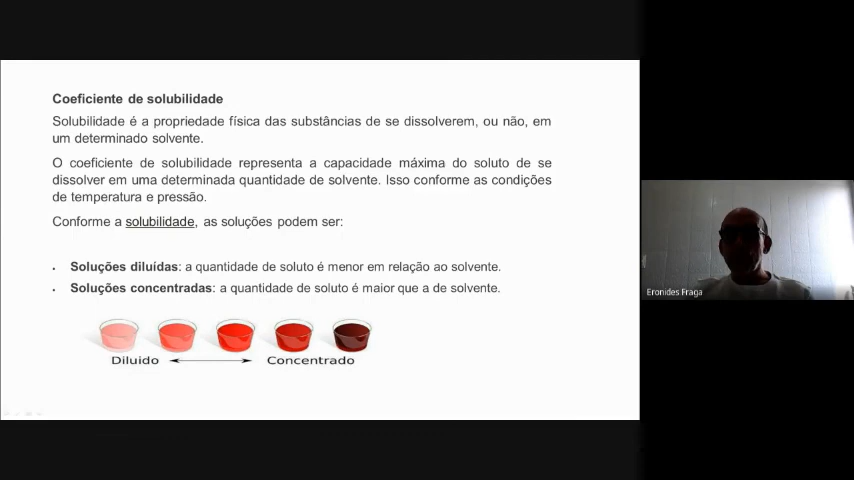 Coeficiente de solubilidade
Solubilidade é a propriedade física das substâncias de se dissolverem, ou não, em
um determinado solvente.
O coeficiente de solubilidade representa a capacidade máxima do soluto de se
dissolver em uma determinada quantidade de solvente. Isso conforme as condições
de temperatura e pressão.
Conforme a solubilidade, as soluções podem ser:
• Soluções diluídas: a quantidade de soluto é menor em relação ao solvente.
• Soluções concentradas: a quantidade de soluto é maior que a de solvente.
Diluido Concentrado
Eronides Fraga